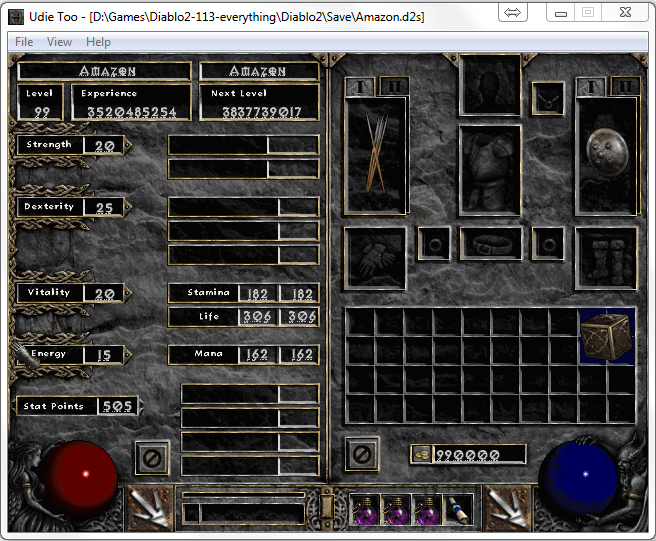 Udie Too - [D:\Games\Diablo2-113-everything\Diablo2\Save\Amazon.d2s]
File View Help
Amazon Amazon
Level Experience Next Level
99 3520485254 3837739017
I II I II
Strength 20
Dexterity 25
Vitality 20 Stamina 182 182
Life 306 306
Energy 15 Mana 162 162
Stat Points 505
990000